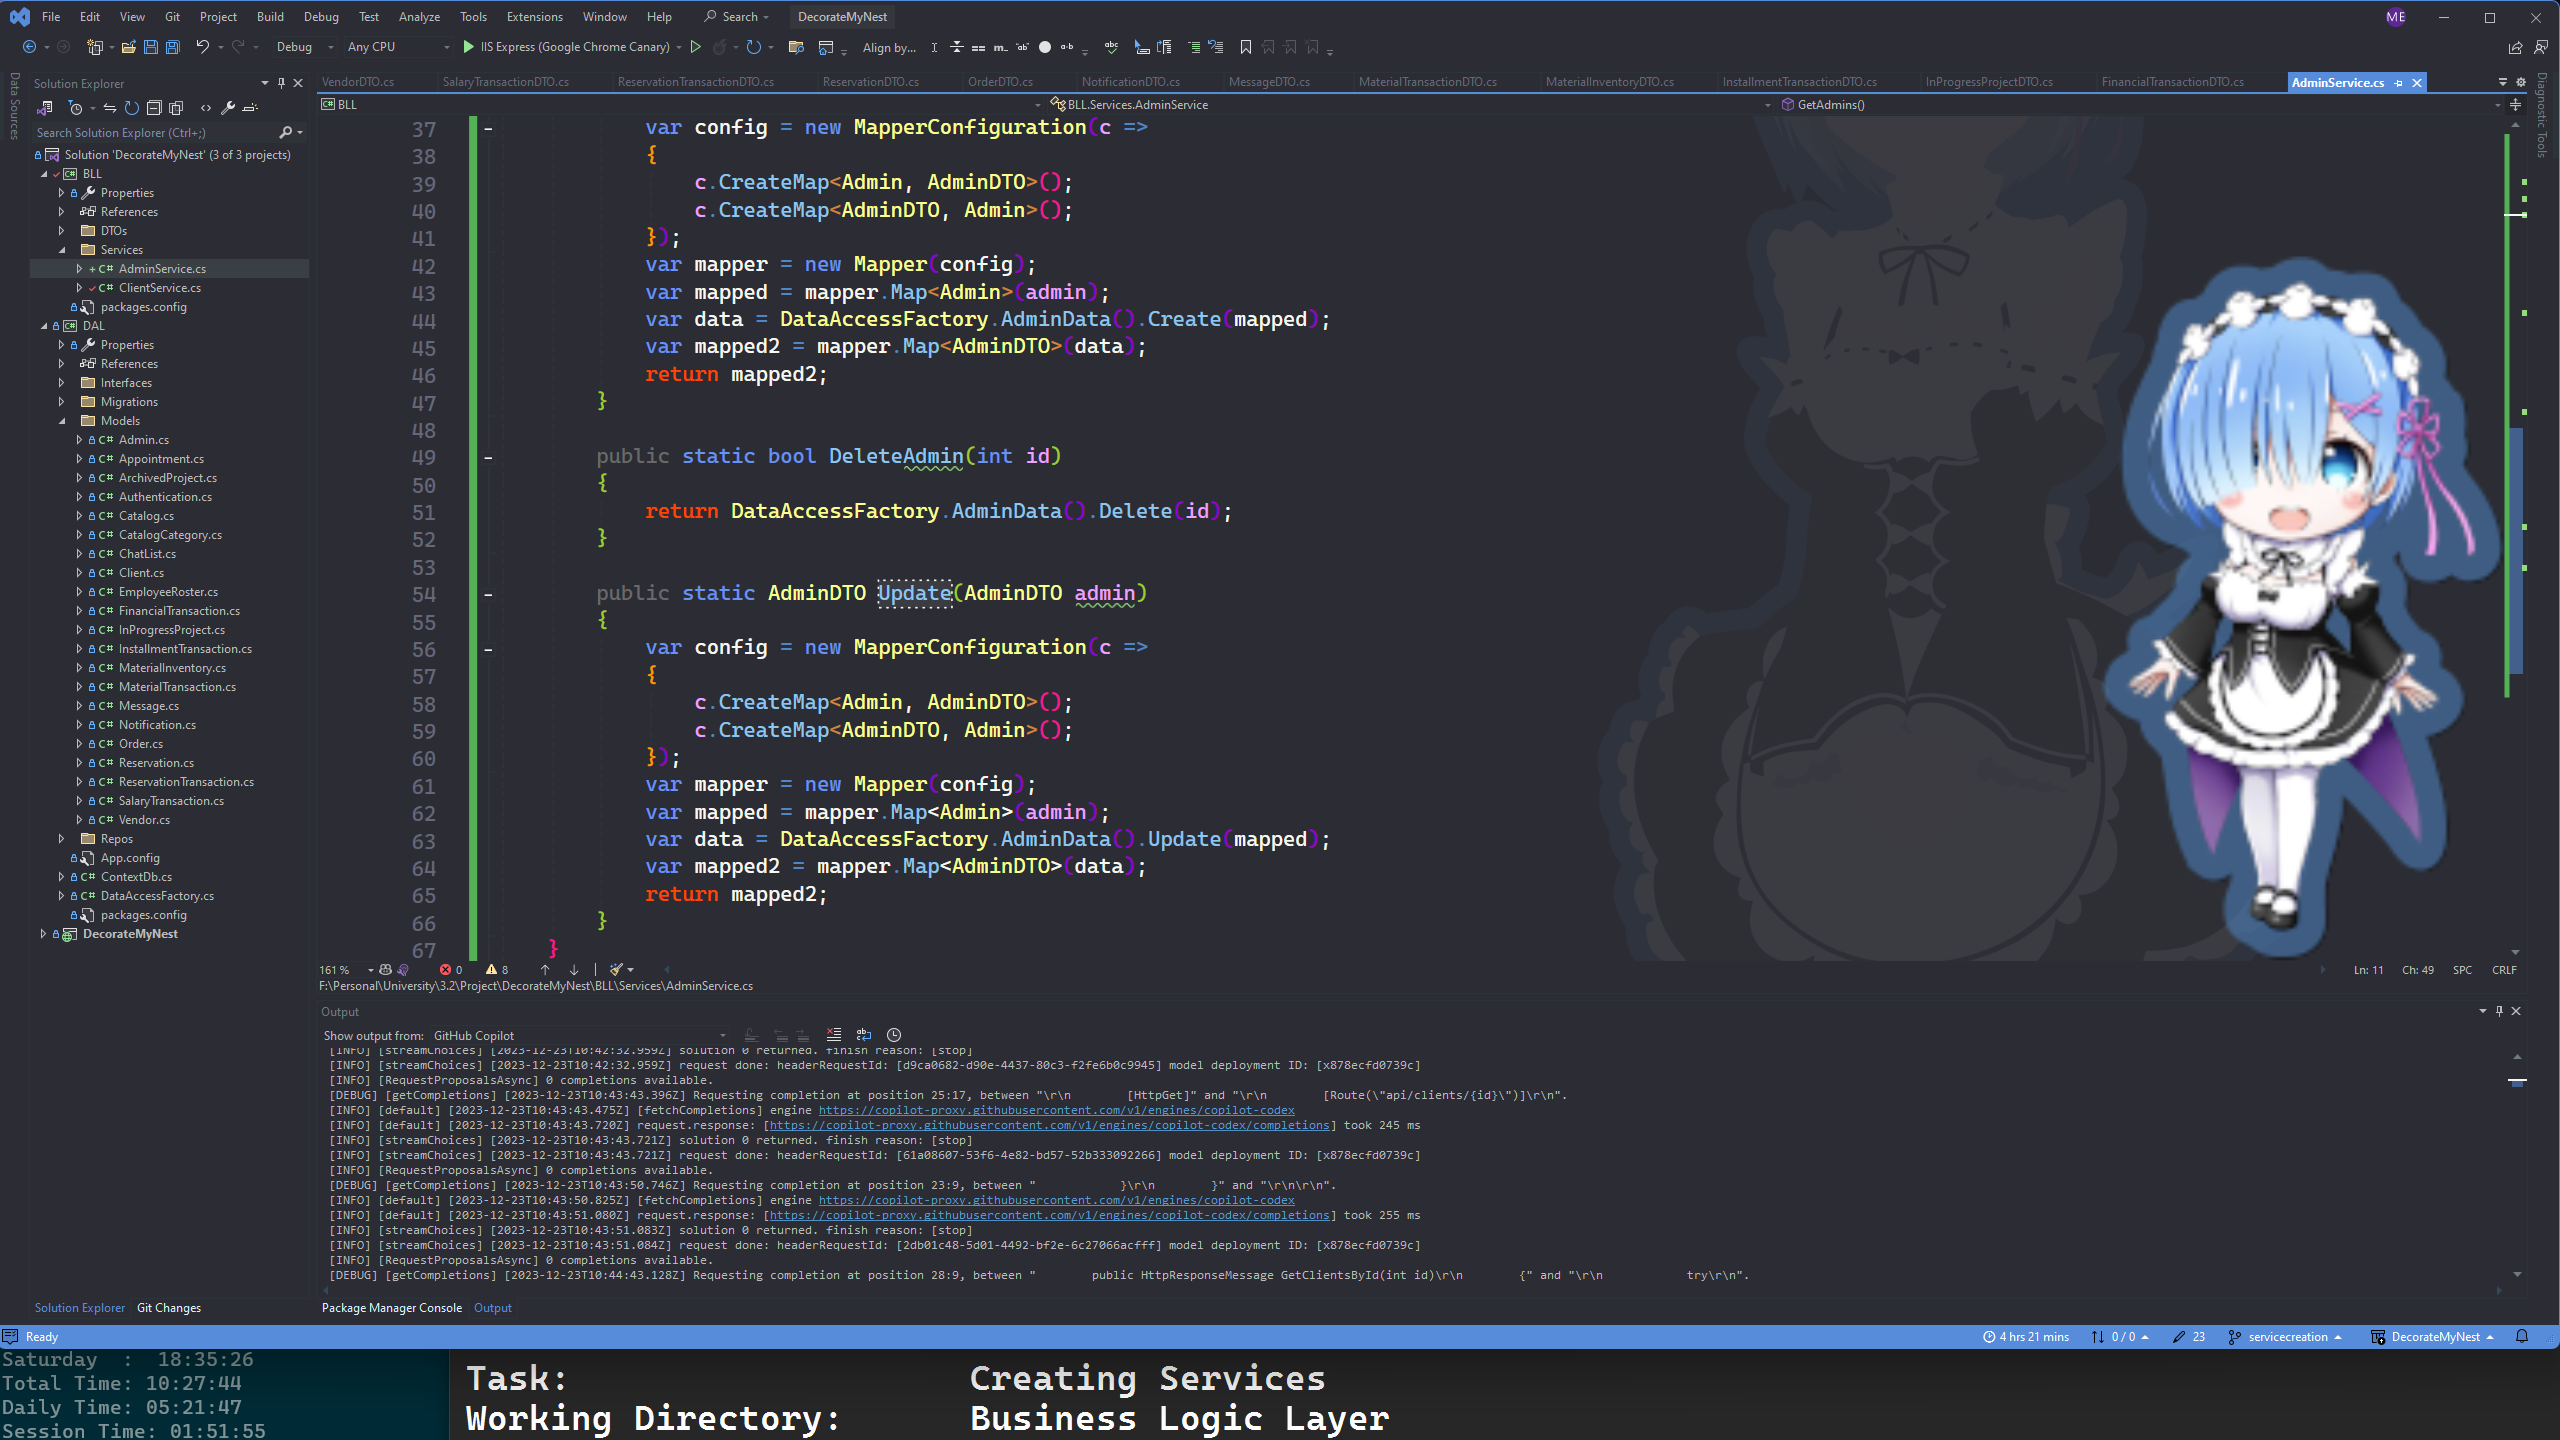 File Edit View Git Project Build Debug Test Analyze Tools Extensions Window Help Search DecorateMyNest ME
Debug Any CPU IIS Express (Google Chrome Canary) Align by...
Data Sources
Solution Explorer
Search Solution Explorer (Ctrl+;)
Solution 'DecorateMyNest' (3 of 3 projects)
BLL
Properties
References
DTOs
Services
AdminService.cs
ClientService.cs
packages.config
DAL
Properties
References
Interfaces
Migrations
Models
Admin.cs
Appointment.cs
ArchivedProject.cs
Authentication.cs
Catalog.cs
CatalogCategory.cs
ChatList.cs
Client.cs
EmployeeRoster.cs
FinancialTransaction.cs
InProgressProject.cs
InstallmentTransaction.cs
MaterialInventory.cs
MaterialTransaction.cs
Message.cs
Notification.cs
Order.cs
Reservation.cs
ReservationTransaction.cs
SalaryTransaction.cs
Vendor.cs
Repos
App.config
ContextDb.cs
DataAccessFactory.cs
packages.config
DecorateMyNest
Solution Explorer Git Changes
VendorDTO.cs SalaryTransactionDTO.cs ReservationTransactionDTO.cs ReservationDTO.cs OrderDTO.cs NotificationDTO.cs MessageDTO.cs MaterialTransactionDTO.cs MaterialInventoryDTO.cs InstallmentTransactionDTO.cs InProgressProjectDTO.cs FinancialTransactionDTO.cs AdminService.cs
BLL BLL.Services.AdminService GetAdmins()
Diagnostic Tools
37 var config = new MapperConfiguration(c =>
38 {
39 c.CreateMap<Admin, AdminDTO>();
40 c.CreateMap<AdminDTO, Admin>();
41 });
42 var mapper = new Mapper(config);
43 var mapped = mapper.Map<Admin>(admin);
44 var data = DataAccessFactory.AdminData().Create(mapped);
45 var mapped2 = mapper.Map<AdminDTO>(data);
46 return mapped2;
47 }
48
49 public static bool DeleteAdmin(int id)
50 {
51 return DataAccessFactory.AdminData().Delete(id);
52 }
53
54 public static AdminDTO Update(AdminDTO admin)
55 {
56 var config = new MapperConfiguration(c =>
57 {
58 c.CreateMap<Admin, AdminDTO>();
59 c.CreateMap<AdminDTO, Admin>();
60 });
61 var mapper = new Mapper(config);
62 var mapped = mapper.Map<Admin>(admin);
63 var data = DataAccessFactory.AdminData().Update(mapped);
64 var mapped2 = mapper.Map<AdminDTO>(data);
65 return mapped2;
66 }
67 }
161 % 0 8 Ln: 11 Ch: 49 SPC CRLF
F:\Personal\University\3.2\Project\DecorateMyNest\BLL\Services\AdminService.cs
Output
Show output from: GitHub Copilot
[INFO] [streamChoices] [2023-12-23T10:42:32.959Z] solution 0 returned. finish reason: [stop]
[INFO] [streamChoices] [2023-12-23T10:42:32.959Z] request done: headerRequestId: [d9ca0682-d90e-4437-80c3-f2fe6b0c9945] model deployment ID: [x878ecfd0739c]
[INFO] [RequestProposalsAsync] 0 completions available.
[DEBUG] [getCompletions] [2023-12-23T10:43:43.396Z] Requesting completion at position 25:17, between "\r\n [HttpGet]" and "\r\n [Route(\"api/clients/{id}\")]\r\n".
[INFO] [default] [2023-12-23T10:43:43.475Z] [fetchCompletions] engine https://copilot-proxy.githubusercontent.com/v1/engines/copilot-codex
[INFO] [default] [2023-12-23T10:43:43.720Z] request.response: [https://copilot-proxy.githubusercontent.com/v1/engines/copilot-codex/completions] took 245 ms
[INFO] [streamChoices] [2023-12-23T10:43:43.721Z] solution 0 returned. finish reason: [stop]
[INFO] [streamChoices] [2023-12-23T10:43:43.721Z] request done: headerRequestId: [61a08607-53f6-4e82-bd57-52b333092266] model deployment ID: [x878ecfd0739c]
[INFO] [RequestProposalsAsync] 0 completions available.
[DEBUG] [getCompletions] [2023-12-23T10:43:50.746Z] Requesting completion at position 23:9, between " }\r\n }" and "\r\n\r\n".
[INFO] [default] [2023-12-23T10:43:50.825Z] [fetchCompletions] engine https://copilot-proxy.githubusercontent.com/v1/engines/copilot-codex
[INFO] [default] [2023-12-23T10:43:51.080Z] request.response: [https://copilot-proxy.githubusercontent.com/v1/engines/copilot-codex/completions] took 255 ms
[INFO] [streamChoices] [2023-12-23T10:43:51.083Z] solution 0 returned. finish reason: [stop]
[INFO] [streamChoices] [2023-12-23T10:43:51.084Z] request done: headerRequestId: [2db01c48-5d01-4492-bf2e-6c27066acfff] model deployment ID: [x878ecfd0739c]
[INFO] [RequestProposalsAsync] 0 completions available.
[DEBUG] [getCompletions] [2023-12-23T10:44:43.128Z] Requesting completion at position 28:9, between " public HttpResponseMessage GetClientsById(int id)\r\n {" and "\r\n try\r\n".
Package Manager Console Output
Ready 4 hrs 21 mins 0 / 0 23 servicecreation DecorateMyNest
Saturday : 18:35:26
Total Time: 10:27:44
Daily Time: 05:21:47
Session Time: 01:51:55
Task: Creating Services
Working Directory: Business Logic Layer